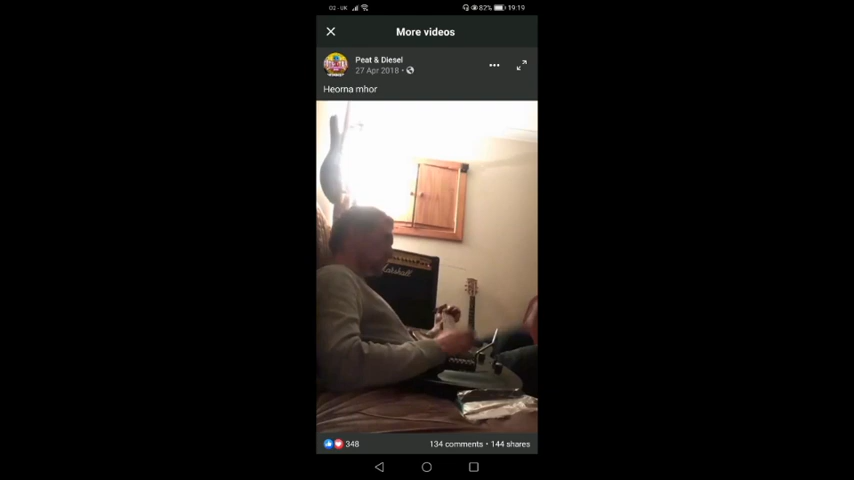 O2 - UK 82% 19:19
More videos
Peat & Diesel
27 Apr 2018 •
Heorna mhor
Marshall
348 134 comments • 144 shares